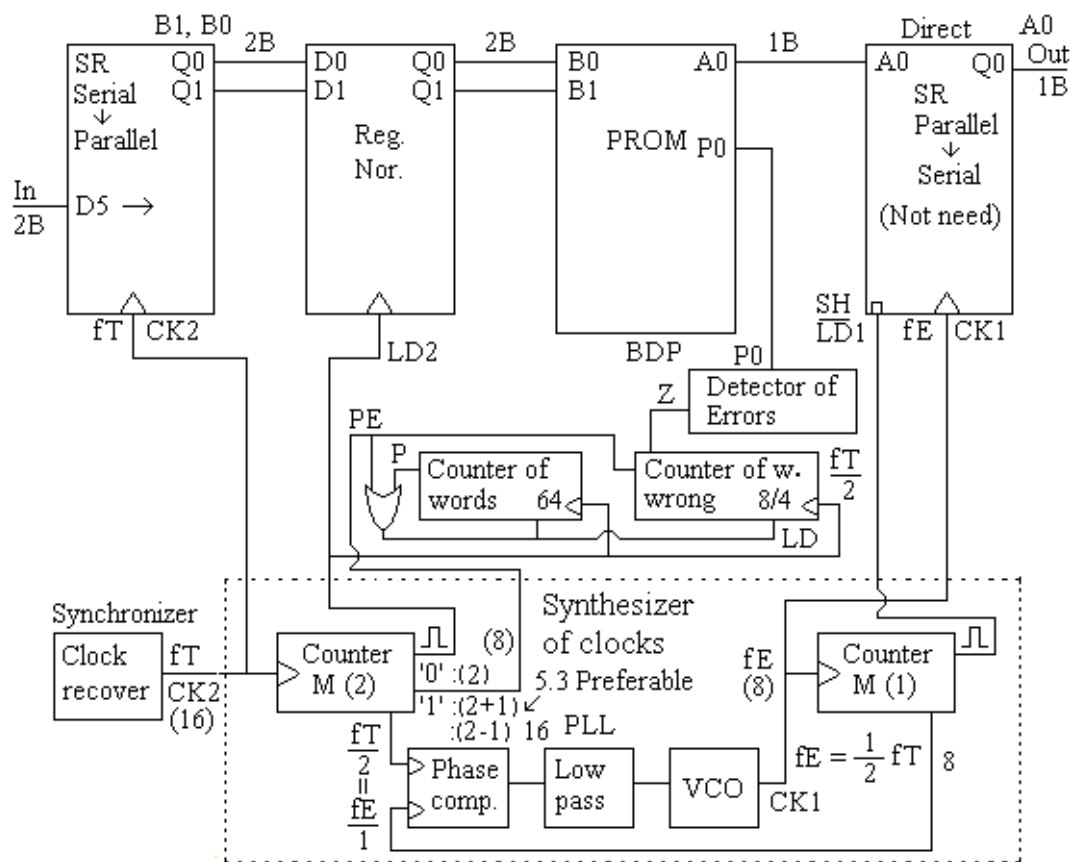 B1, B0
2B
2B
1B
Direct
A0
Out
1B
SR
Serial
↓
Parallel
Q0
Q1
In
2B
D5 →
fT
CK2
D0
D1
Q0
Q1
Reg.
Nor.
LD2
B0
B1
A0
PROM
P0
BDP
A0
Q0
SR
Parallel
↓
Serial
(Not need)
SH
LD1
fE
CK1
P0
Detector of
Errors
Z
PE
P
Counter of
words 64
Counter of w.
wrong 8/4
fT
2
LD
Synchronizer
Clock
recover
fT
CK2
(16)
Synthesizer
of clocks
Counter
M (2)
(8)
'0' :(2)
'1' :(2+1)
:(2-1) 16
5.3 Preferable
PLL
fE
(8)
Counter
M (1)
fT
2
=
fE
1
Phase
comp.
Low
pass
VCO
CK1
fE = 1/2 fT
8